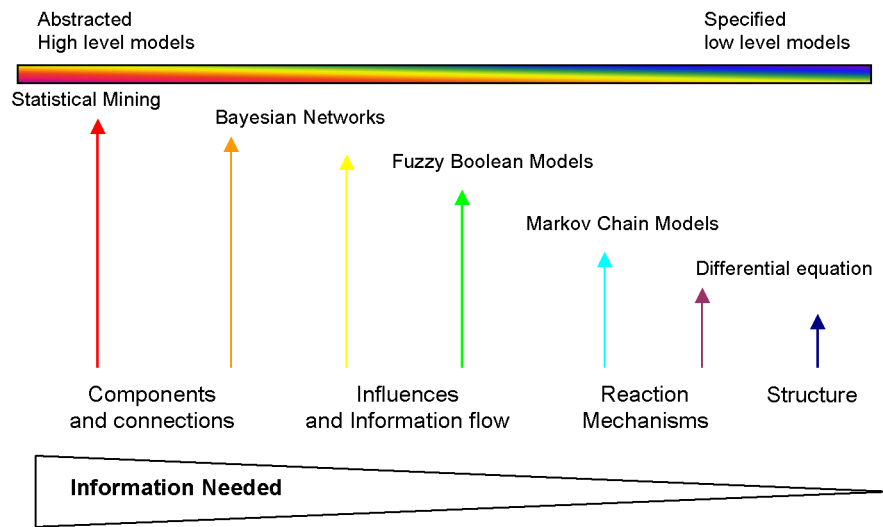 Abstracted
High level models
Specified
low level models
Statistical Mining
Bayesian Networks
Fuzzy Boolean Models
Markov Chain Models
Differential equation
Components
and connections
Influences
and Information flow
Reaction
Mechanisms
Structure
Information Needed